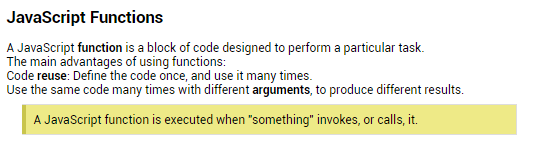 JavaScript Functions
A JavaScript function is a block of code designed to perform a particular task.
The main advantages of using functions:
Code reuse: Define the code once, and use it many times.
Use the same code many times with different arguments, to produce different results.
A JavaScript function is executed when "something" invokes, or calls, it.